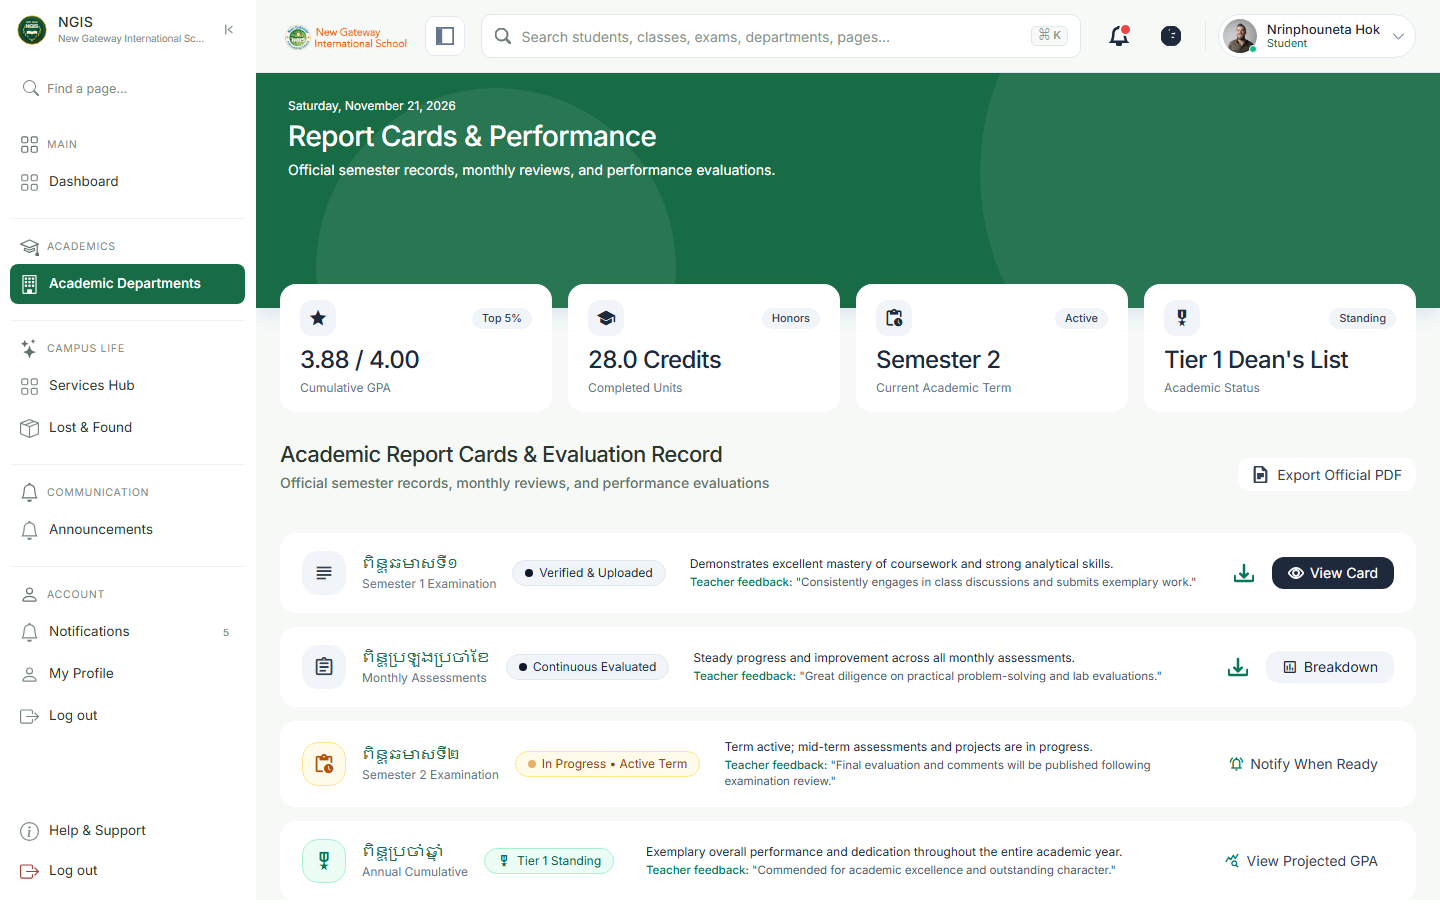 NGIS
New Gateway International Sc...
Find a page...
MAIN
Dashboard
ACADEMICS
Academic Departments
CAMPUS LIFE
Services Hub
Lost & Found
COMMUNICATION
Announcements
ACCOUNT
Notifications 5
My Profile
Log out
Help & Support
Log out
New Gateway
International School
Search students, classes, exams, departments, pages...
⌘ K
Nrinphouneta Hok
Student
Saturday, November 21, 2026
Report Cards & Performance
Official semester records, monthly reviews, and performance evaluations.
Top 5%
3.88 / 4.00
Cumulative GPA
Honors
28.0 Credits
Completed Units
Active
Semester 2
Current Academic Term
Standing
Tier 1 Dean's List
Academic Status
Academic Report Cards & Evaluation Record
Official semester records, monthly reviews, and performance evaluations
Export Official PDF
ពិន្ទុឆមាសទី១
Semester 1 Examination
Verified & Uploaded
Demonstrates excellent mastery of coursework and strong analytical skills.
Teacher feedback: "Consistently engages in class discussions and submits exemplary work."
View Card
ពិន្ទុប្រឡងប្រចាំខែ
Monthly Assessments
Continuous Evaluated
Steady progress and improvement across all monthly assessments.
Teacher feedback: "Great diligence on practical problem-solving and lab evaluations."
Breakdown
ពិន្ទុឆមាសទី២
Semester 2 Examination
In Progress • Active Term
Term active; mid-term assessments and projects are in progress.
Teacher feedback: "Final evaluation and comments will be published following
examination review."
Notify When Ready
ពិន្ទុប្រចាំឆ្នាំ
Annual Cumulative
Tier 1 Standing
Exemplary overall performance and dedication throughout the entire academic year.
Teacher feedback: "Commended for academic excellence and outstanding character."
View Projected GPA